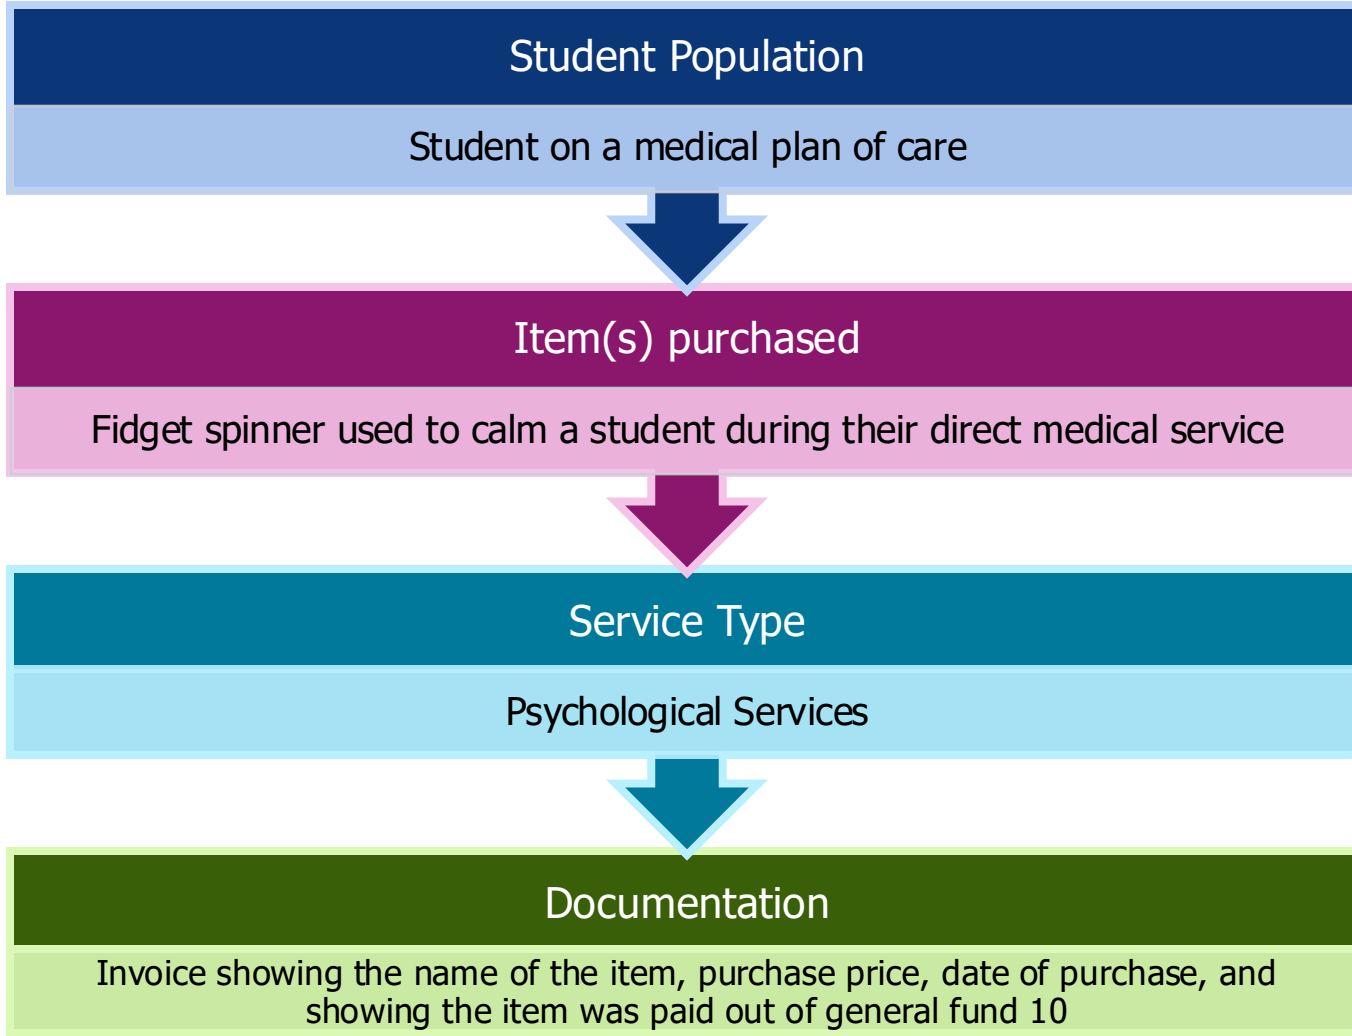 Student Population
Student on a medical plan of care
Item(s) purchased
Fidget spinner used to calm a student during their direct medical service
Service Type
Psychological Services
Documentation
Invoice showing the name of the item, purchase price, date of purchase, and
showing the item was paid out of general fund 10